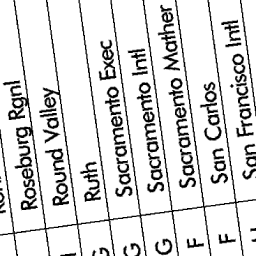 Roseburg Rgnl
Round Valley
Ruth
Sacramento Exec G
Sacramento Intl G
Sacramento Mather G
San Carlos F
San Francisco Intl F